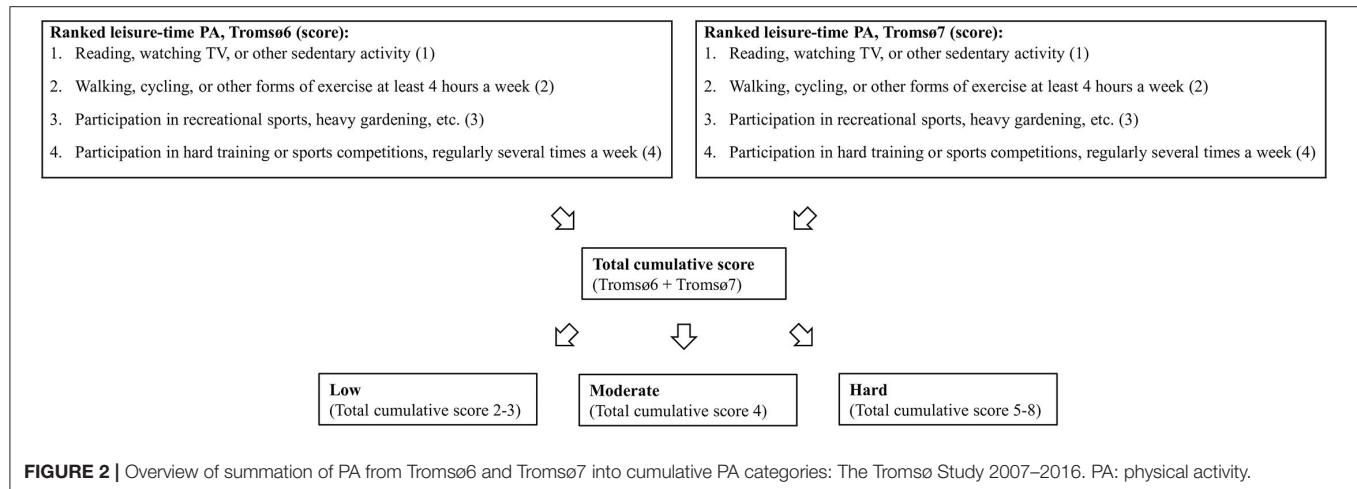 Ranked leisure-time PA, Tromsø6 (score):
1. Reading, watching TV, or other sedentary activity (1)
2. Walking, cycling, or other forms of exercise at least 4 hours a week (2)
3. Participation in recreational sports, heavy gardening, etc. (3)
4. Participation in hard training or sports competitions, regularly several times a week (4)
Ranked leisure-time PA, Tromsø7 (score):
1. Reading, watching TV, or other sedentary activity (1)
2. Walking, cycling, or other forms of exercise at least 4 hours a week (2)
3. Participation in recreational sports, heavy gardening, etc. (3)
4. Participation in hard training or sports competitions, regularly several times a week (4)
Total cumulative score
(Tromsø6 + Tromsø7)
Low
(Total cumulative score 2-3)
Moderate
(Total cumulative score 4)
Hard
(Total cumulative score 5-8)
FIGURE 2 | Overview of summation of PA from Tromsø6 and Tromsø7 into cumulative PA categories: The Tromsø Study 2007–2016. PA: physical activity.